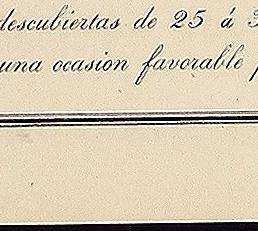 descubiertas de 25 á
una ocasion favorable